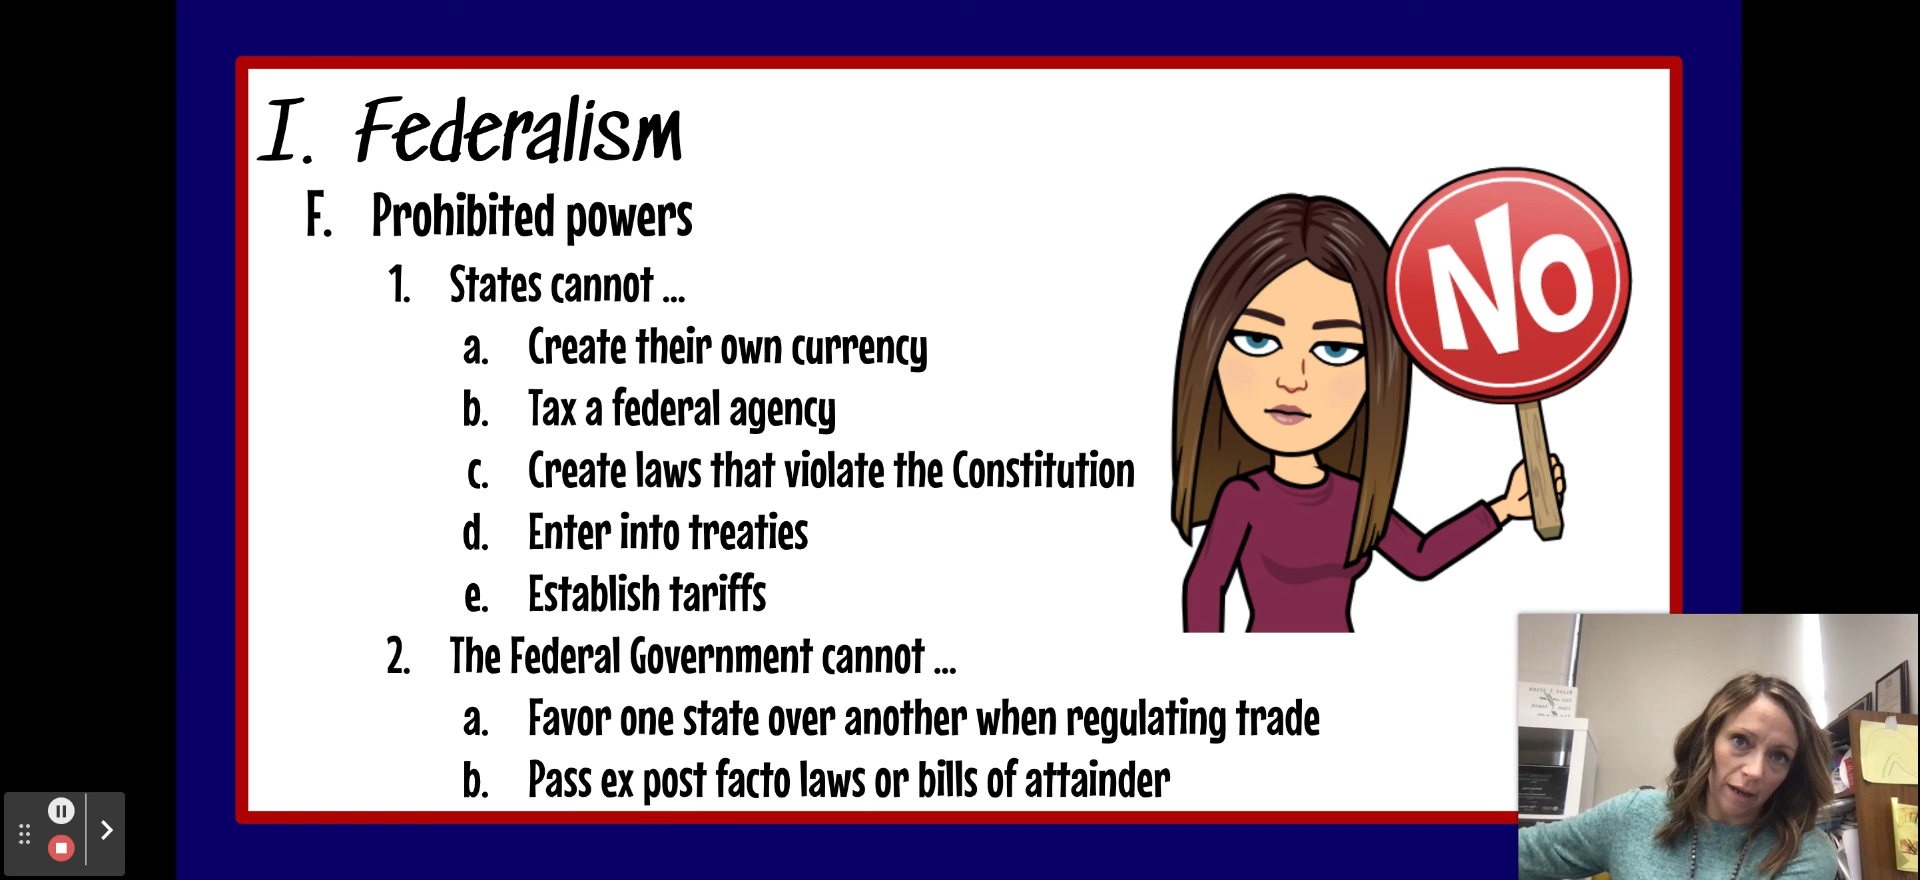 I. Federalism
F. Prohibited powers
1. States cannot ...
a. Create their own currency
b. Tax a federal agency
c. Create laws that violate the Constitution
d. Enter into treaties
e. Establish tariffs
2. The Federal Government cannot ...
a. Favor one state over another when regulating trade
b. Pass ex post facto laws or bills of attainder
NO